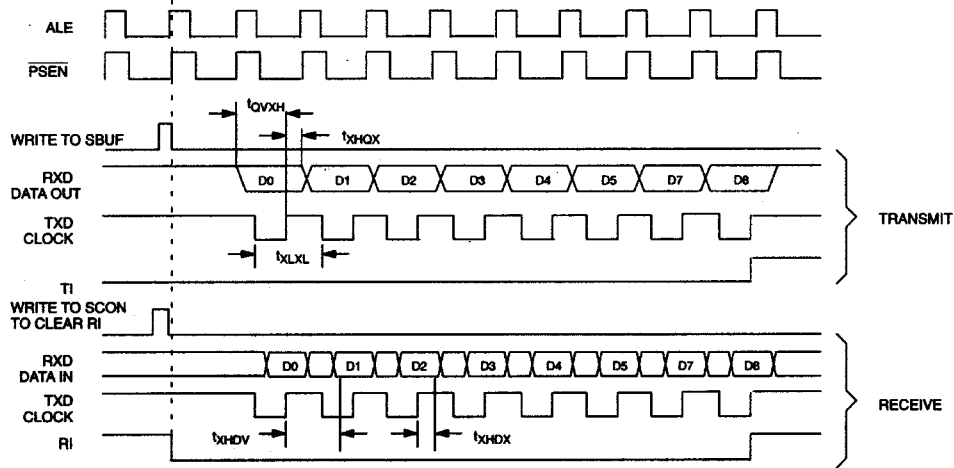 ALE
PSEN
tQVXH
WRITE TO SBUF
tXHQX
RXD
DATA OUT
D0 D1 D2 D3 D4 D5 D7 D8
TXD
CLOCK
TRANSMIT
tXLXL
TI
WRITE TO SCON
TO CLEAR RI
RXD
DATA IN
D0 D1 D2 D3 D4 D5 D7 D8
TXD
CLOCK
RECEIVE
tXHDV
tXHDX
RI